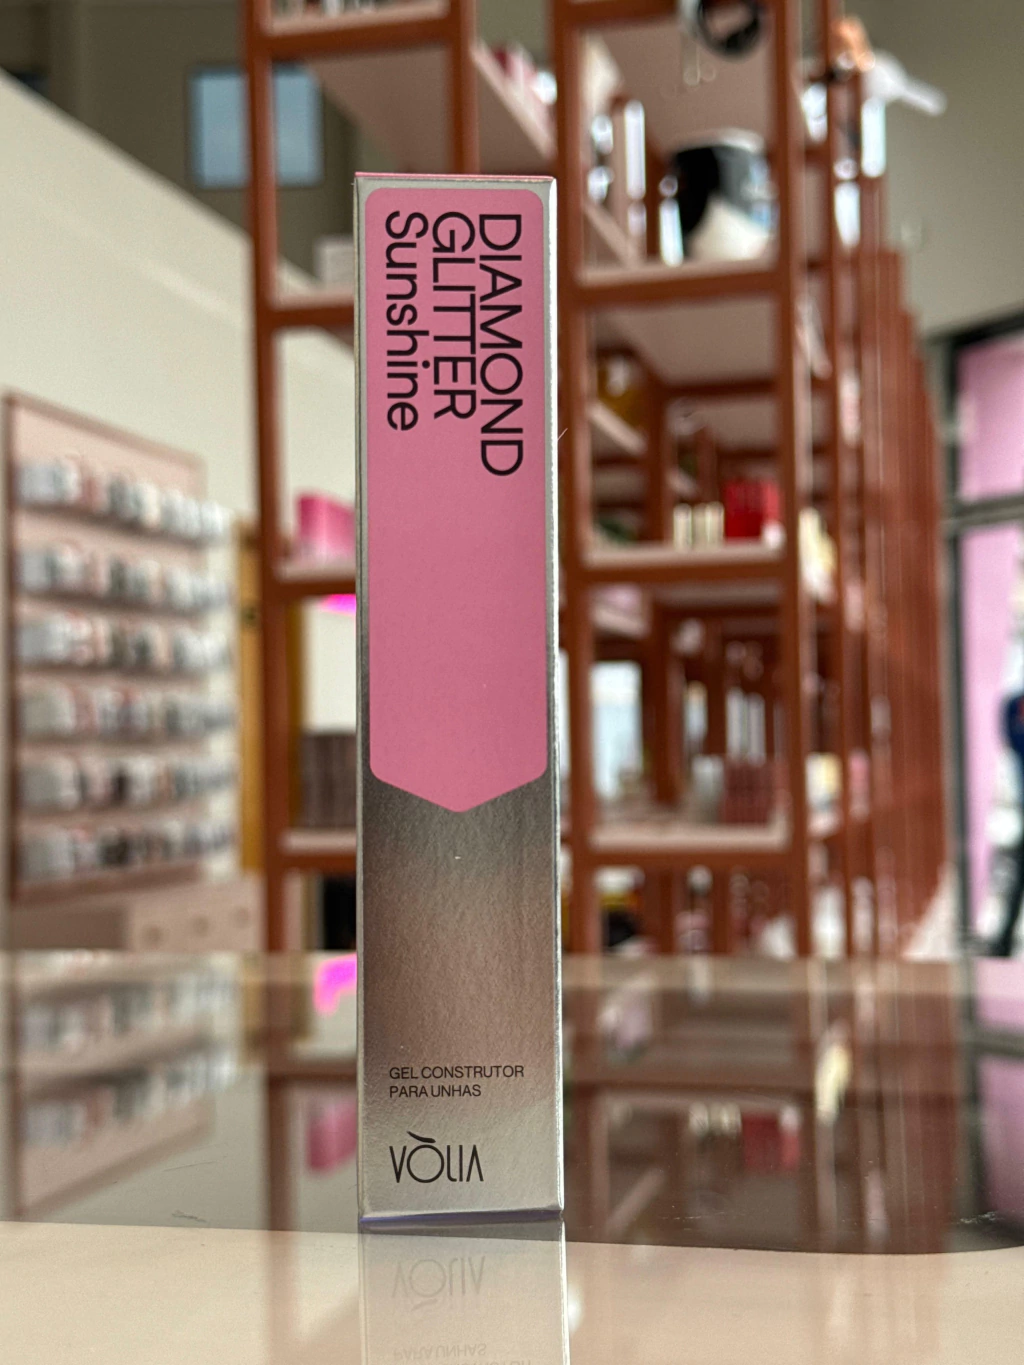 DIAMOND
GLITTER
Sunshine
GEL CONSTRUTOR
PARA UNHAS
VÒLIA